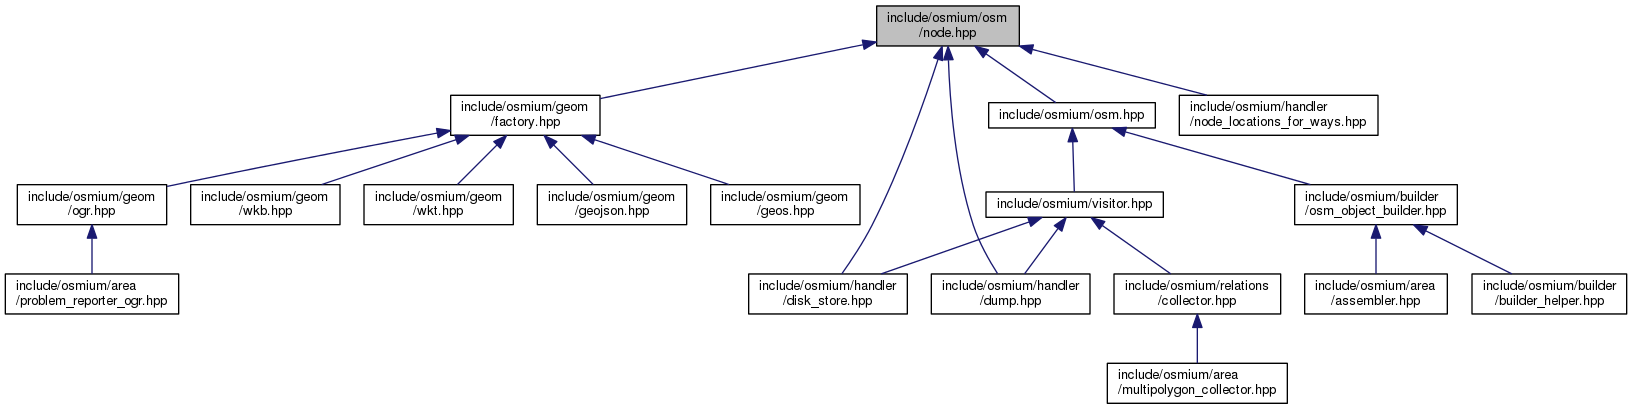 include/osmium/osm
/node.hpp
include/osmium/geom
/factory.hpp
include/osmium/osm.hpp
include/osmium/handler
/node_locations_for_ways.hpp
include/osmium/geom
/ogr.hpp
include/osmium/geom
/wkb.hpp
include/osmium/geom
/wkt.hpp
include/osmium/geom
/geojson.hpp
include/osmium/geom
/geos.hpp
include/osmium/visitor.hpp
include/osmium/builder
/osm_object_builder.hpp
include/osmium/area
/problem_reporter_ogr.hpp
include/osmium/handler
/disk_store.hpp
include/osmium/handler
/dump.hpp
include/osmium/relations
/collector.hpp
include/osmium/area
/assembler.hpp
include/osmium/builder
/builder_helper.hpp
include/osmium/area
/multipolygon_collector.hpp